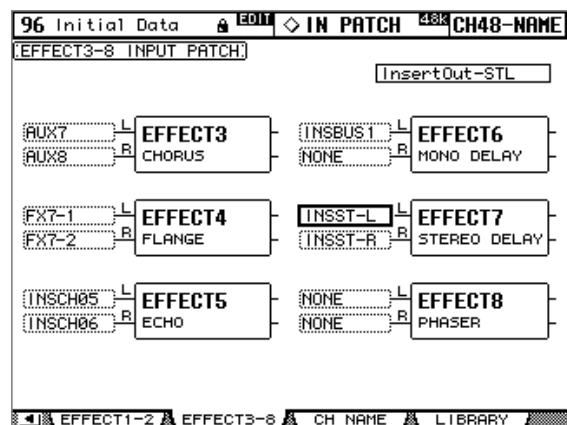 96 Initial Data EDIT IN PATCH 48K CH48-NAME
EFFECT3-8 INPUT PATCH
InsertOut-STL
AUX7 L EFFECT3
AUX8 R CHORUS
INSBUS1 L EFFECT6
NONE R MONO DELAY
FX7-1 L EFFECT4
FX7-2 R FLANGE
INSST-L L EFFECT7
INSST-R R STEREO DELAY
INSCH05 L EFFECT5
INSCH06 R ECHO
NONE L EFFECT8
NONE R PHASER
EFFECT1-2 EFFECT3-8 CH NAME LIBRARY